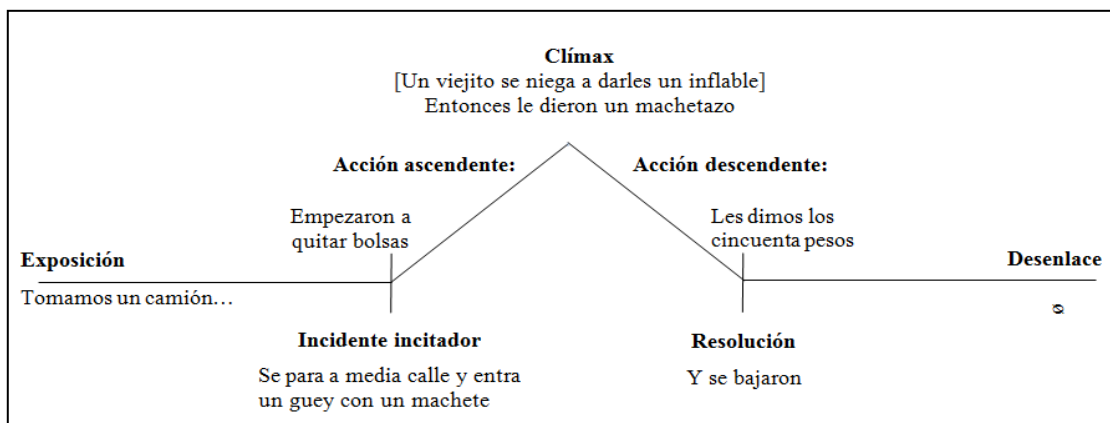 Clímax
[Un viejito se niega a darles un inflable]
Entonces le dieron un machetazo
Acción ascendente:
Acción descendente:
Empezaron a
quitar bolsas
Les dimos los
cincuenta pesos
Exposición
Desenlace
Tomamos un camión…
ø
Incidente incitador
Resolución
Se para a media calle y entra
un guey con un machete
Y se bajaron